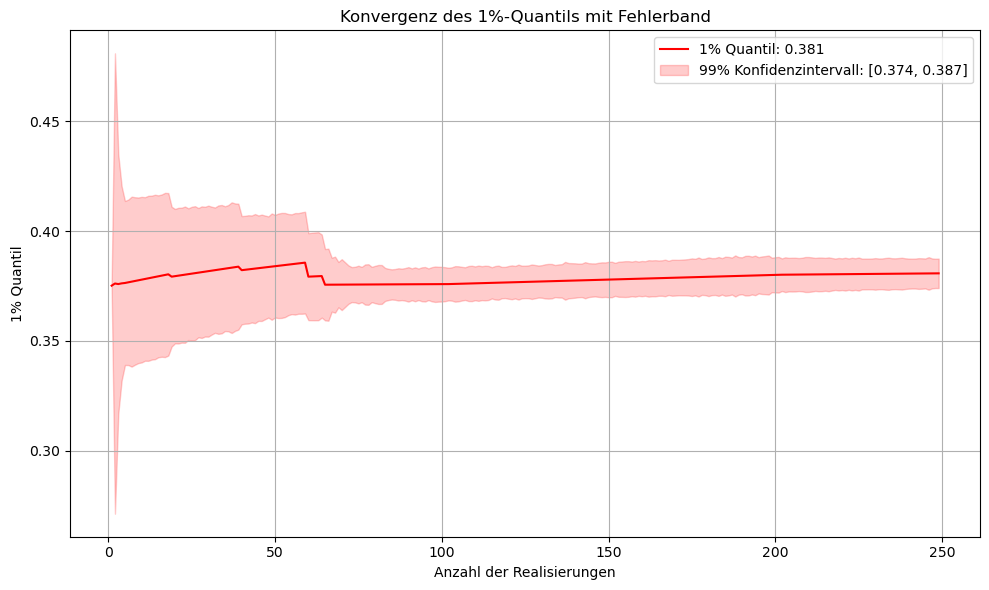 Konvergenz des 1%-Quantils mit Fehlerband
1% Quantil: 0.381
99% Konfidenzintervall: [0.374, 0.387]
1% Quantil
0.45
0.40
0.35
0.30
0
50
100
150
200
250
Anzahl der Realisierungen